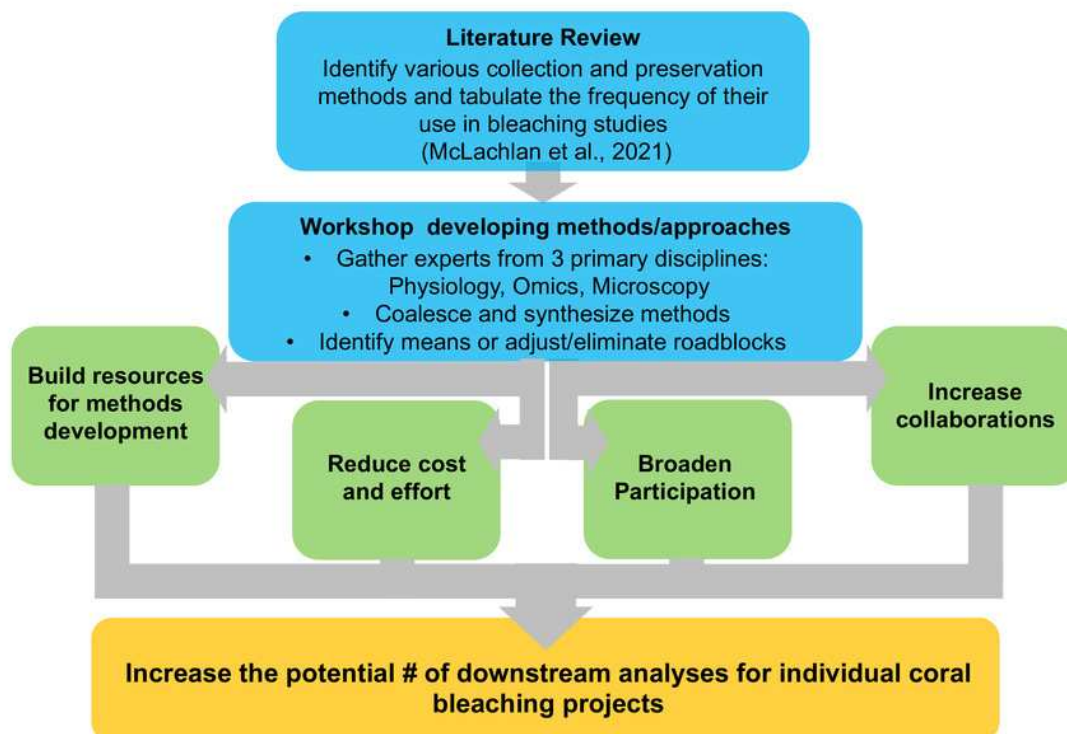 Literature Review
Identify various collection and preservation
methods and tabulate the frequency of their
use in bleaching studies
(McLachlan et al., 2021)
Workshop developing methods/approaches
• Gather experts from 3 primary disciplines:
Physiology, Omics, Microscopy
• Coalesce and synthesize methods
• Identify means or adjust/eliminate roadblocks
Build resources
for methods
development
Reduce cost
and effort
Broaden
Participation
Increase
collaborations
Increase the potential # of downstream analyses for individual coral
bleaching projects